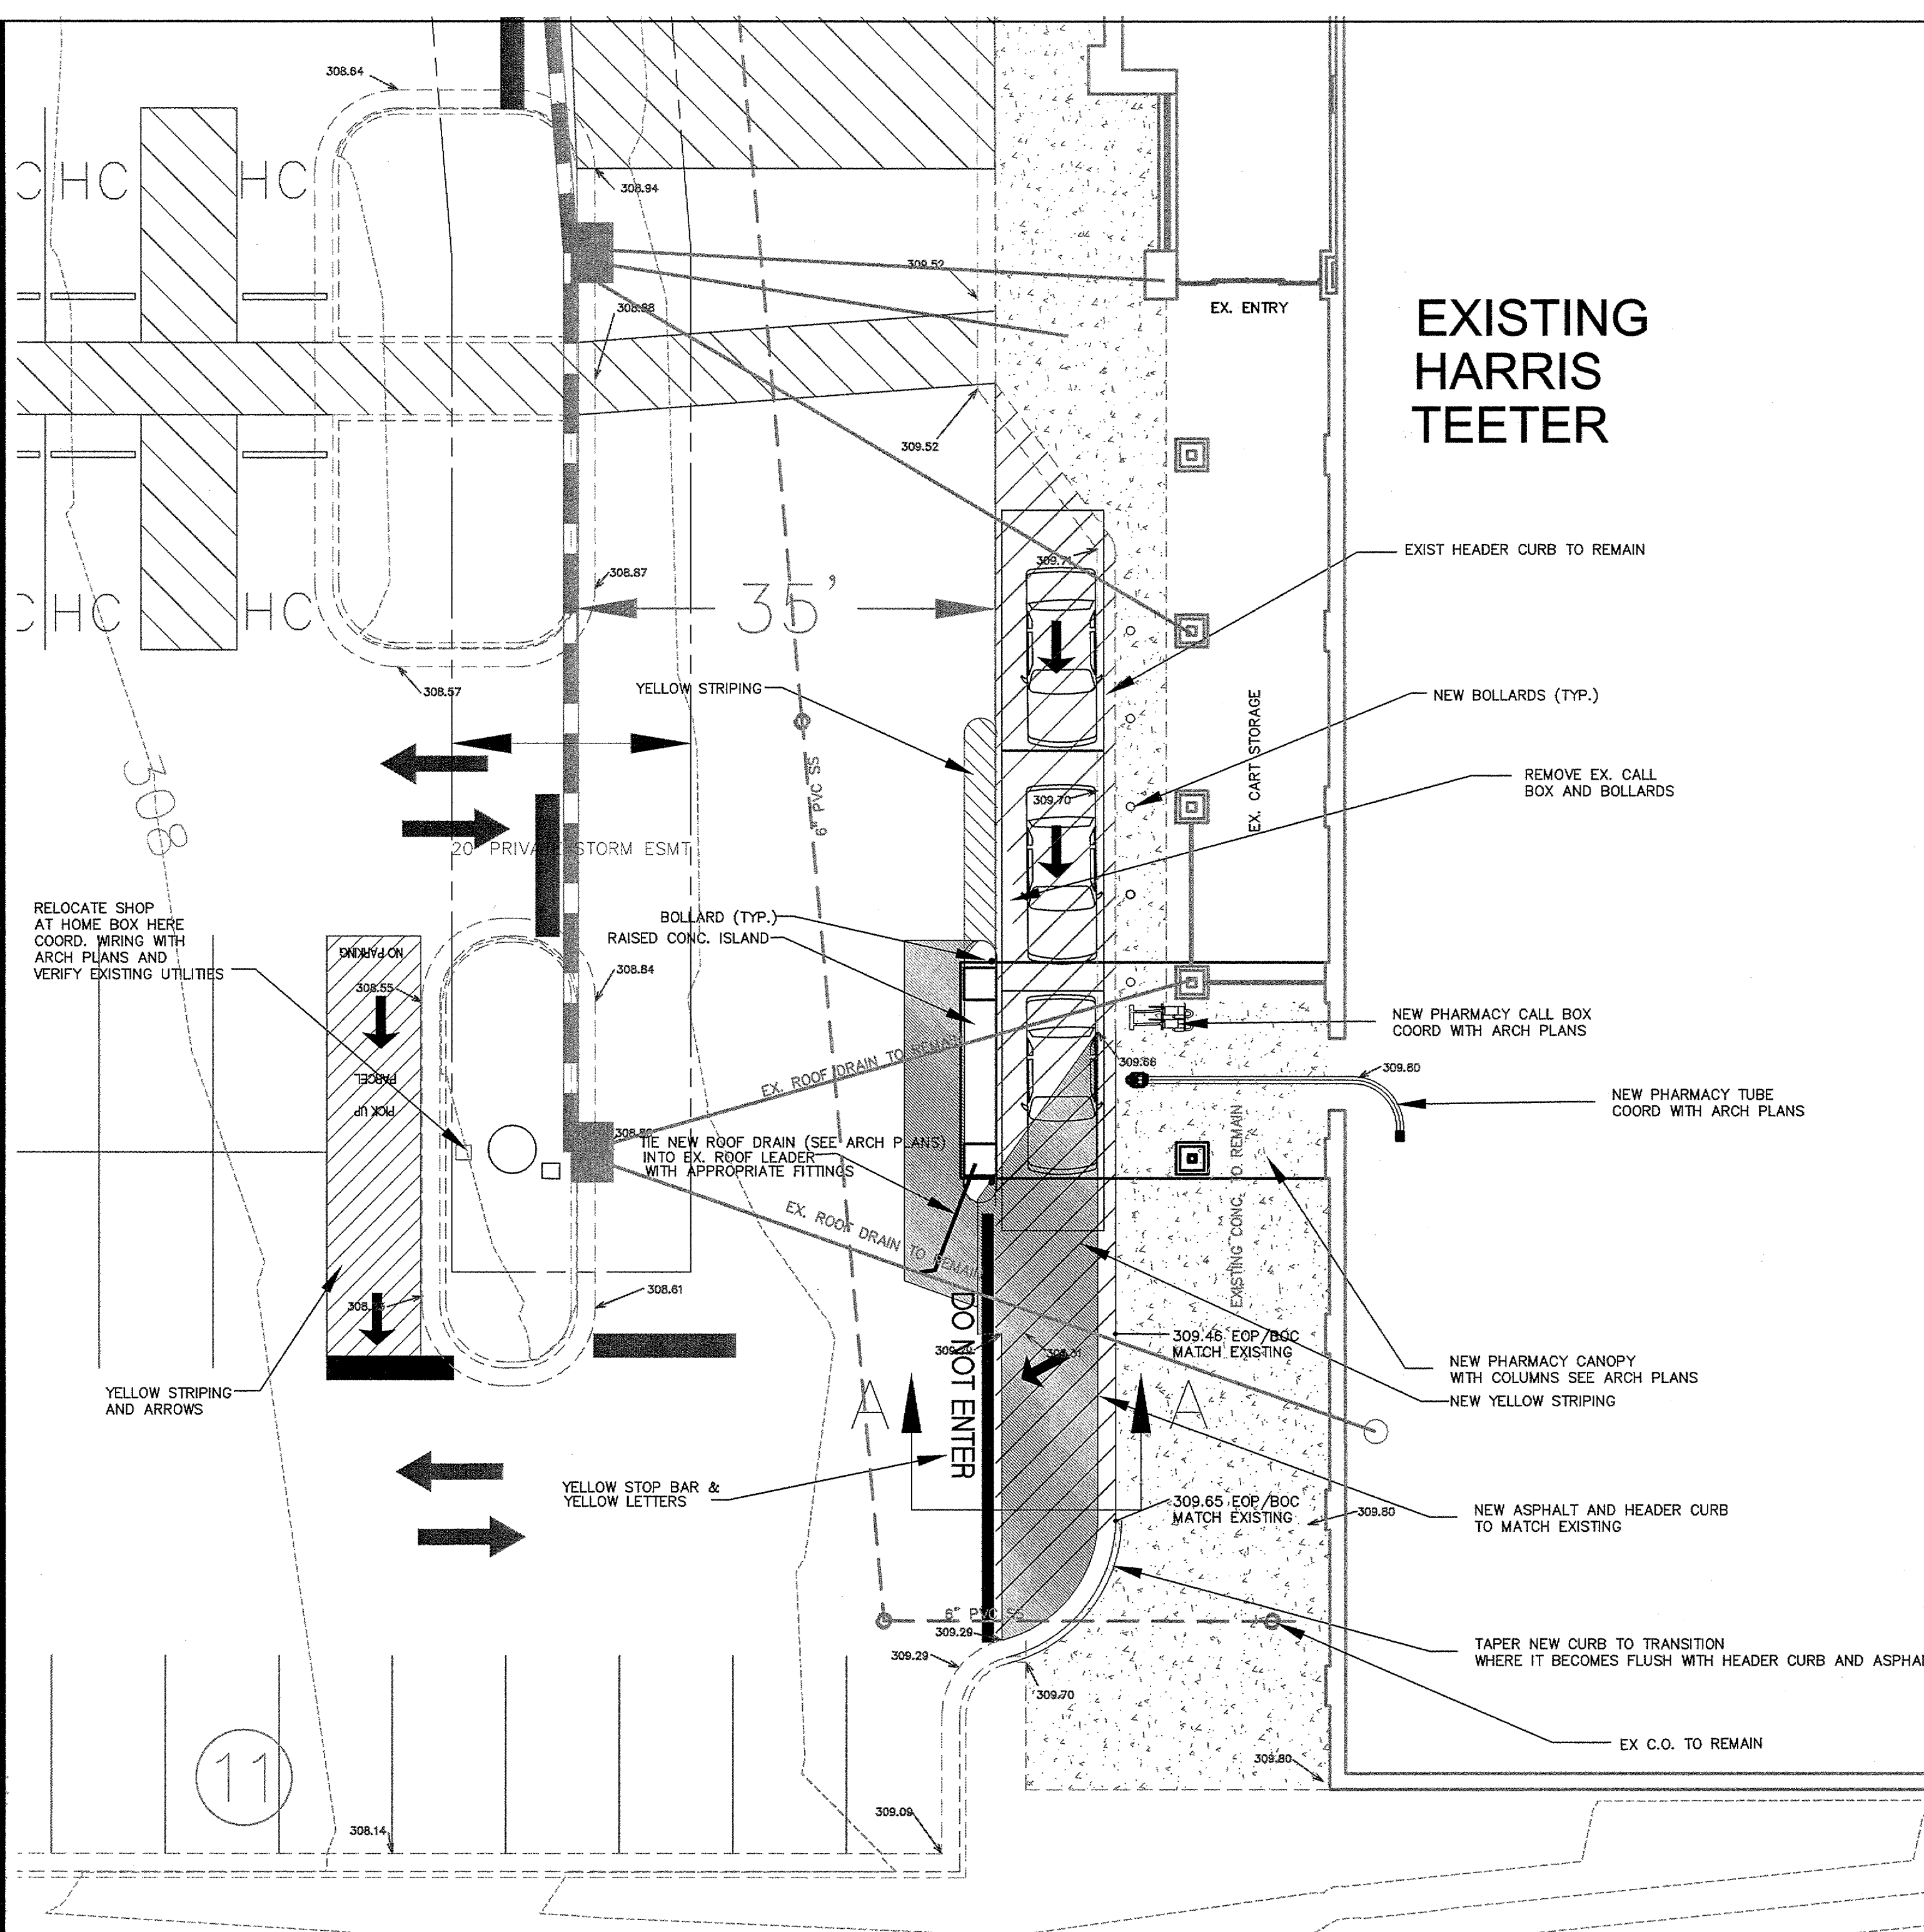 308.64
HC
HC
308.94
309.52
308.88
EX. ENTRY
EXISTING
HARRIS
TEETER
309.52
EXIST HEADER CURB TO REMAIN
309.71
308.87
35'
HC
HC
308.57
YELLOW STRIPING
NEW BOLLARDS (TYP.)
EX. CART STORAGE
REMOVE EX. CALL
BOX AND BOLLARDS
308
6" PVC SS
309.70
20' PRIVATE STORM ESMT
RELOCATE SHOP
AT HOME BOX HERE
COORD. WIRING WITH
ARCH PLANS AND
VERIFY EXISTING UTILITIES
BOLLARD (TYP.)
RAISED CONC. ISLAND
NO PARKING
308.55
308.84
NEW PHARMACY CALL BOX
COORD WITH ARCH PLANS
EX. ROOF DRAIN TO REMAIN
309.68
309.80
PARCEL
PICK UP
NEW PHARMACY TUBE
COORD WITH ARCH PLANS
TIE NEW ROOF DRAIN (SEE ARCH PLANS)
INTO EX. ROOF LEADER
WITH APPROPRIATE FITTINGS
EXISTING CONC. TO REMAIN
EX. ROOF DRAIN TO REMAIN
308.61
DO NOT ENTER
309.46 EOP/BOC
MATCH EXISTING
NEW PHARMACY CANOPY
WITH COLUMNS SEE ARCH PLANS
NEW YELLOW STRIPING
YELLOW STRIPING
AND ARROWS
A
A
YELLOW STOP BAR &
YELLOW LETTERS
309.65 EOP/BOC
MATCH EXISTING
309.80
NEW ASPHALT AND HEADER CURB
TO MATCH EXISTING
6" PVC SS
309.29
309.29
TAPER NEW CURB TO TRANSITION
WHERE IT BECOMES FLUSH WITH HEADER CURB AND ASPHA
309.70
EX C.O. TO REMAIN
309.80
11
309.09
308.14